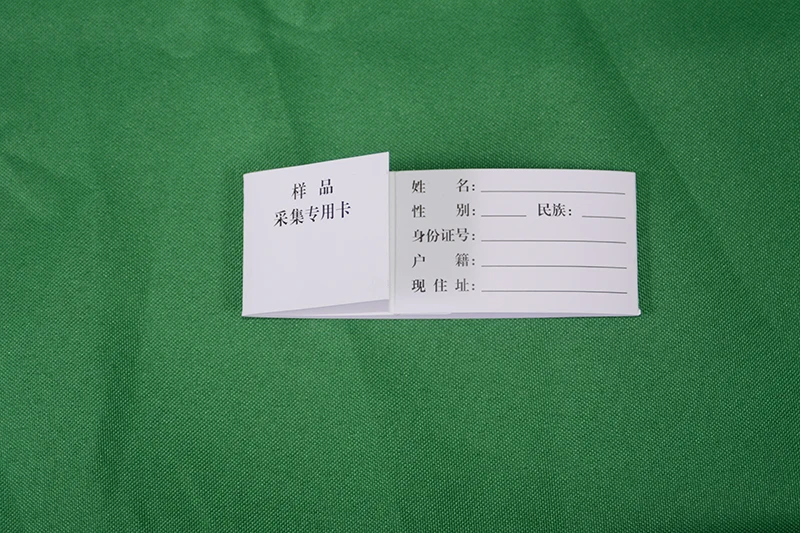 样 品
采集专用卡
姓 名：
性 别： 民族：
身份证号：
户 籍：
现 住 址：